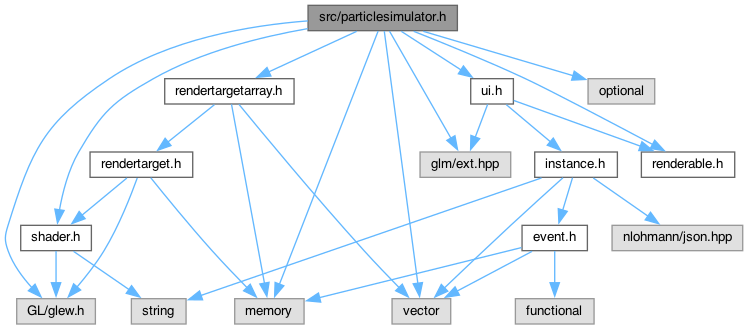 src/particlesimulator.h
rendertargetarray.h
ui.h
optional
rendertarget.h
glm/ext.hpp
instance.h
renderable.h
shader.h
event.h
nlohmann/json.hpp
GL/glew.h
string
memory
vector
functional